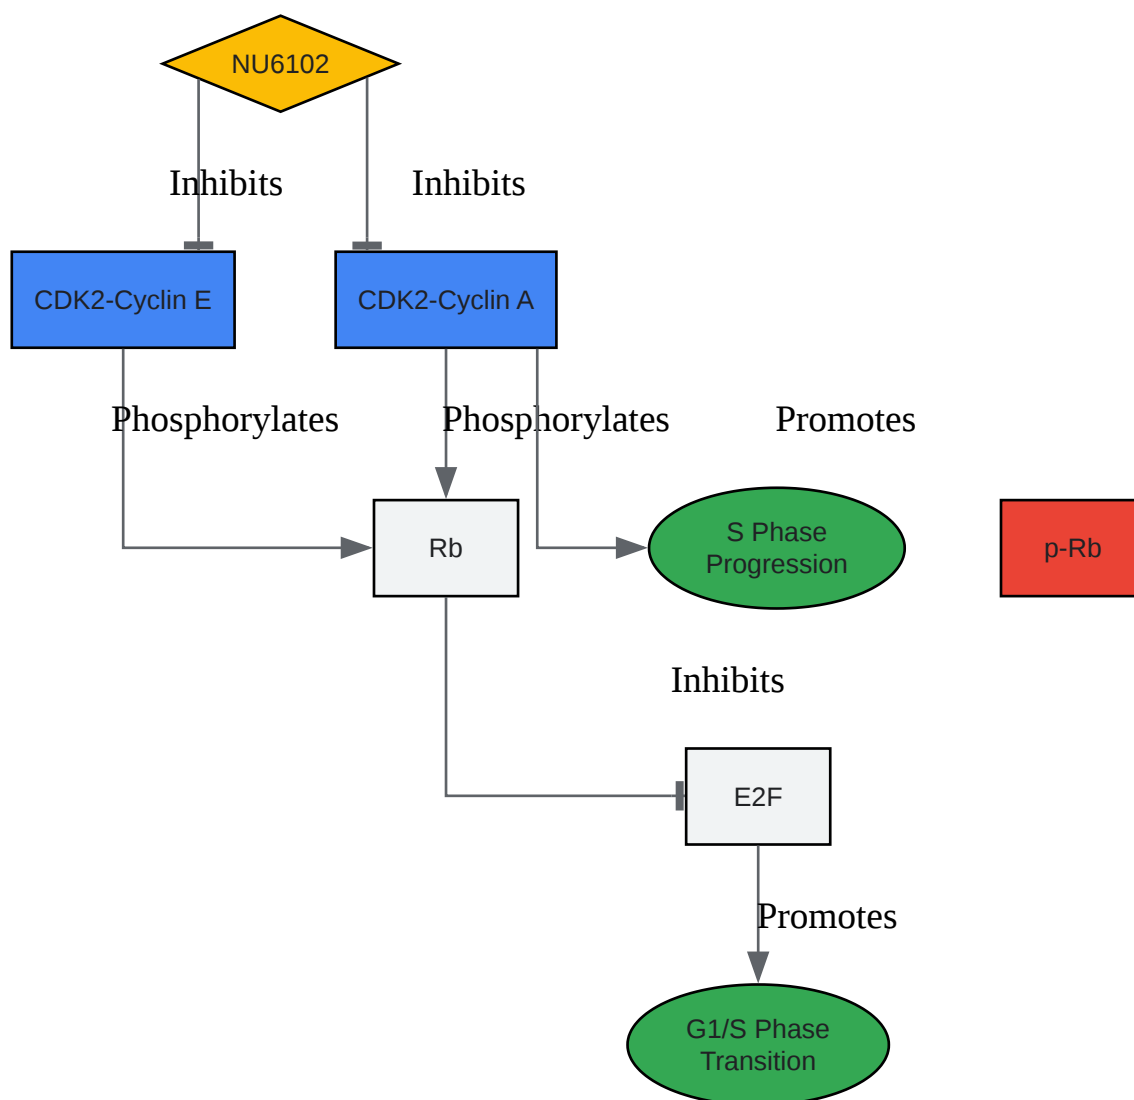 NU6102
Inhibits
Inhibits
CDK2-Cyclin E
CDK2-Cyclin A
Phosphorylates
Phosphorylates
Promotes
Rb
S Phase
Progression
p-Rb
Inhibits
E2F
Promotes
G1/S Phase
Transition